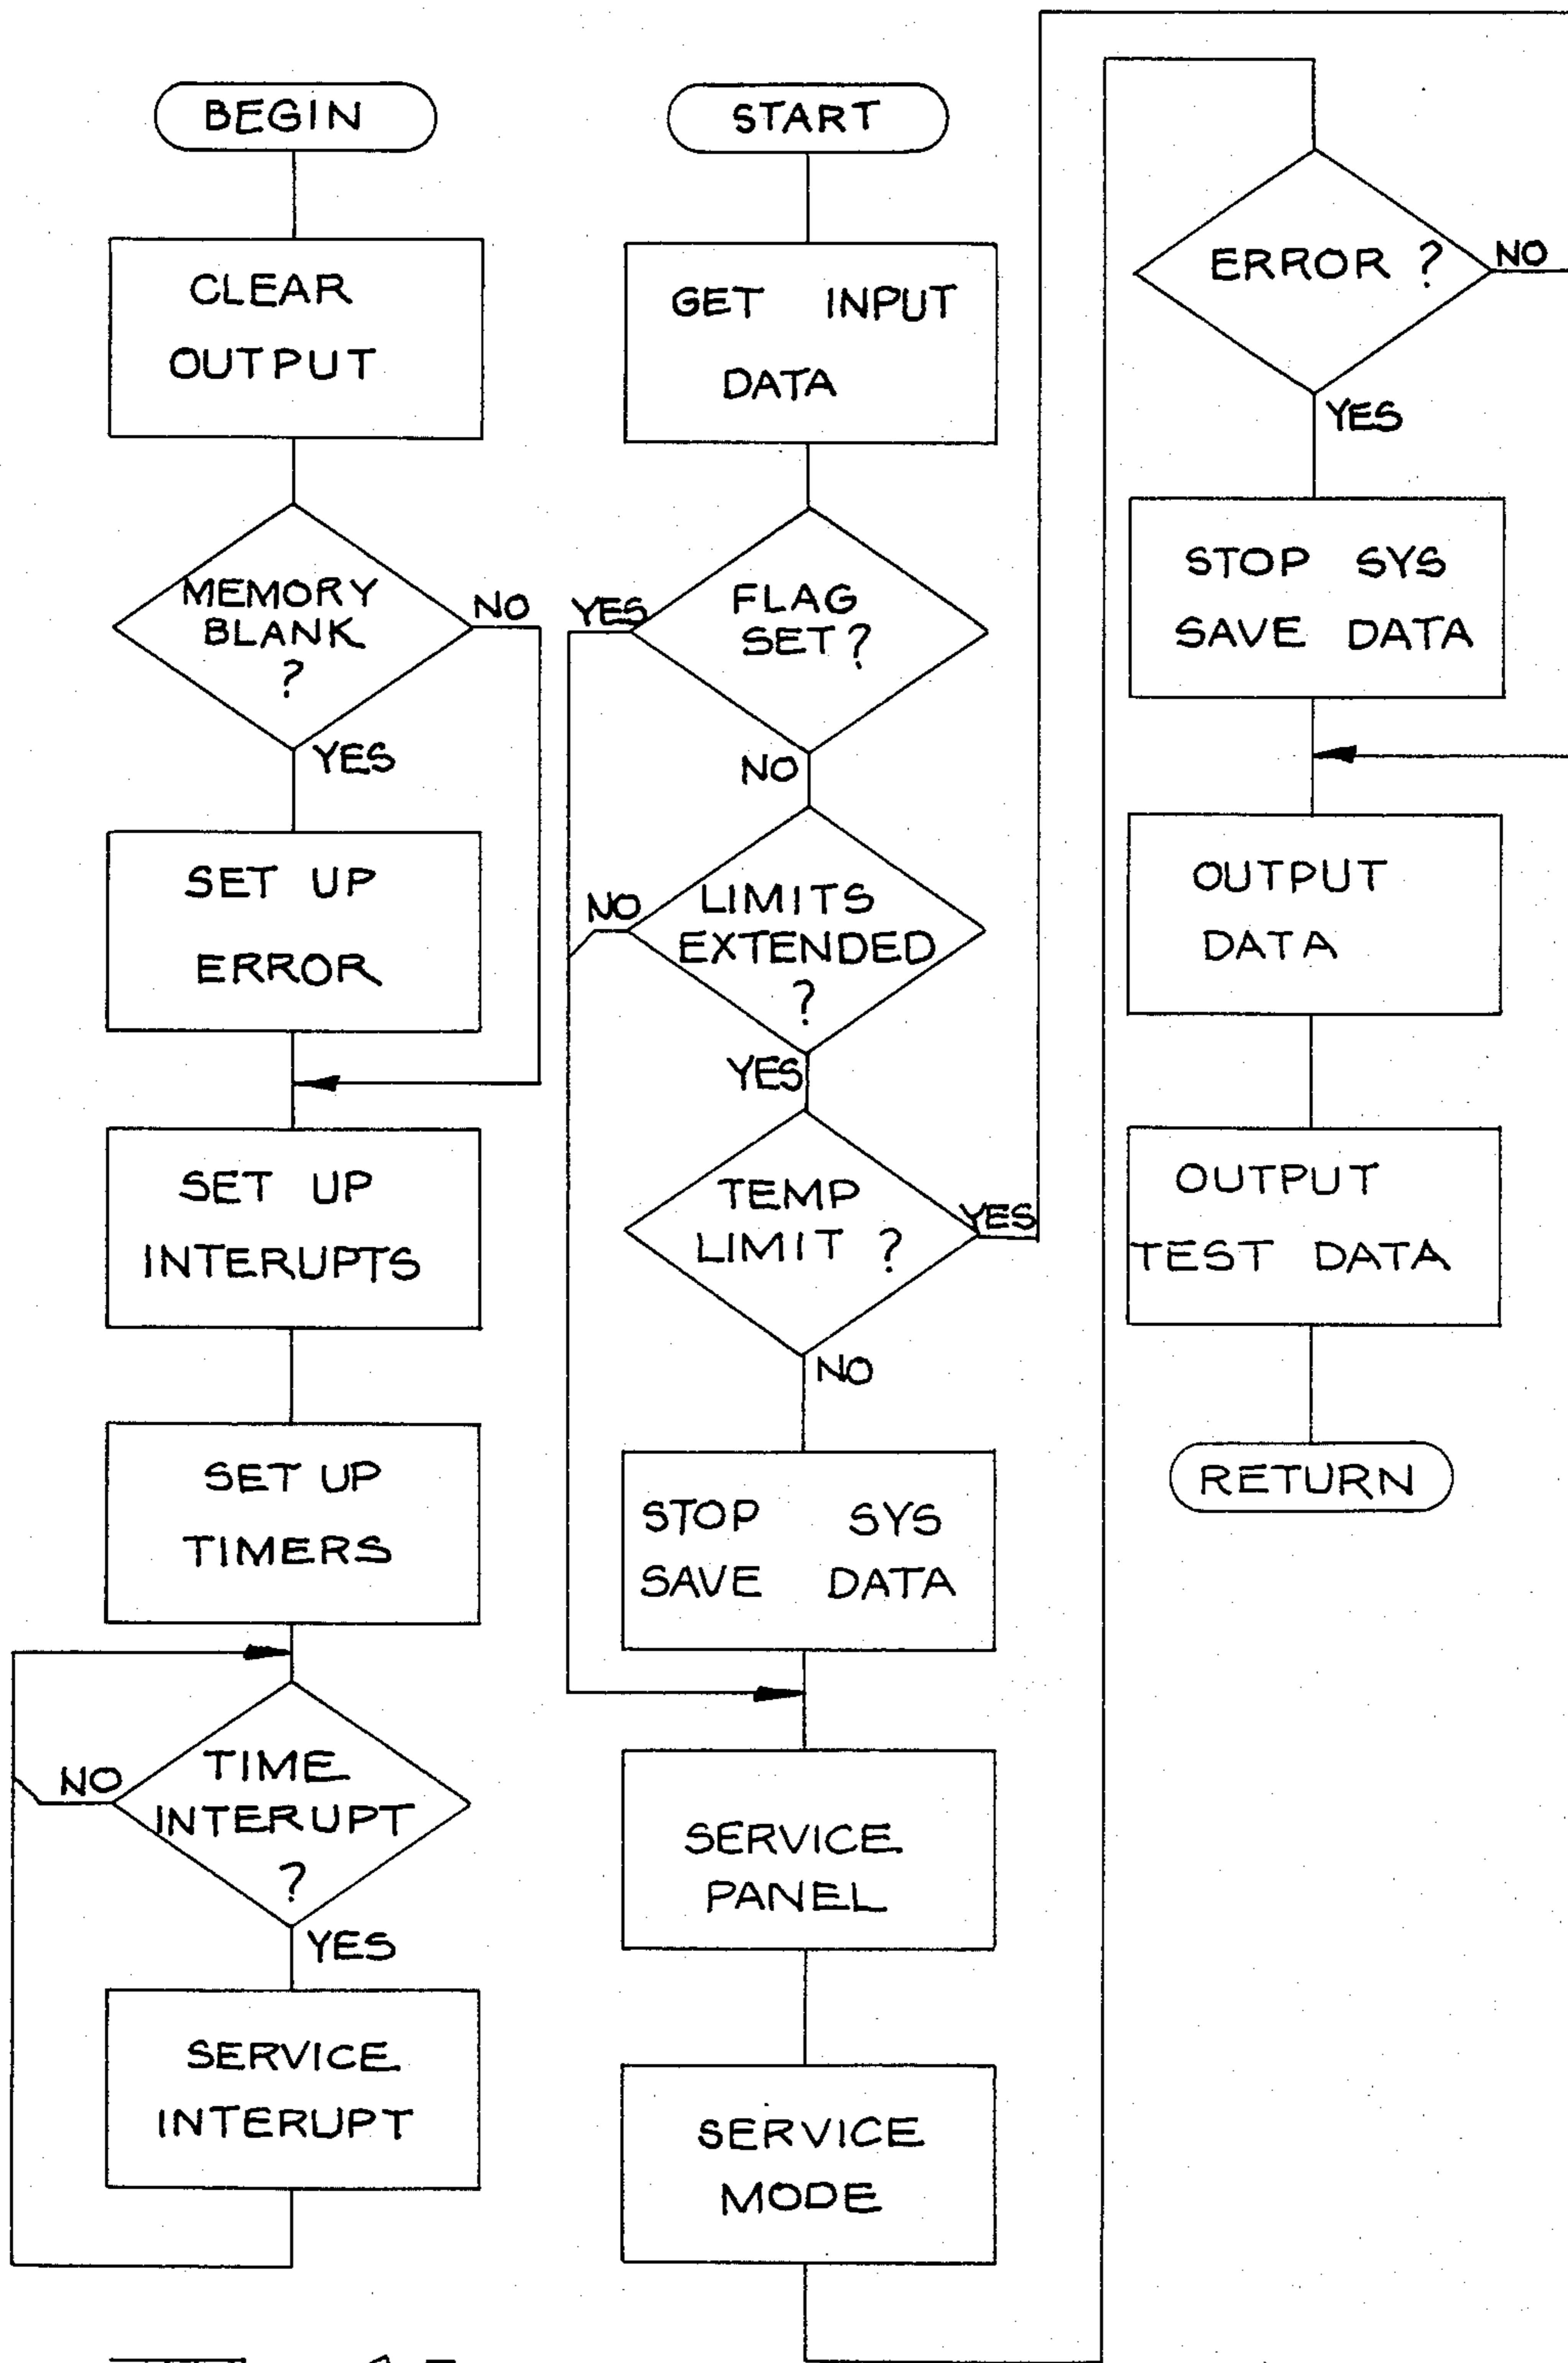 BEGIN
CLEAR
OUTPUT
MEMORY
BLANK
?
NO
YES
SET UP
ERROR
SET UP
INTERUPTS
SET UP
TIMERS
TIME
INTERUPT
?
NO
YES
SERVICE
INTERUPT
START
GET INPUT
DATA
FLAG
SET?
YES
NO
LIMITS
EXTENDED
?
NO
YES
TEMP
LIMIT ?
YES
NO
STOP SYS
SAVE DATA
SERVICE
PANEL
SERVICE
MODE
ERROR ?
NO
YES
STOP SYS
SAVE DATA
OUTPUT
DATA
OUTPUT
TEST DATA
RETURN